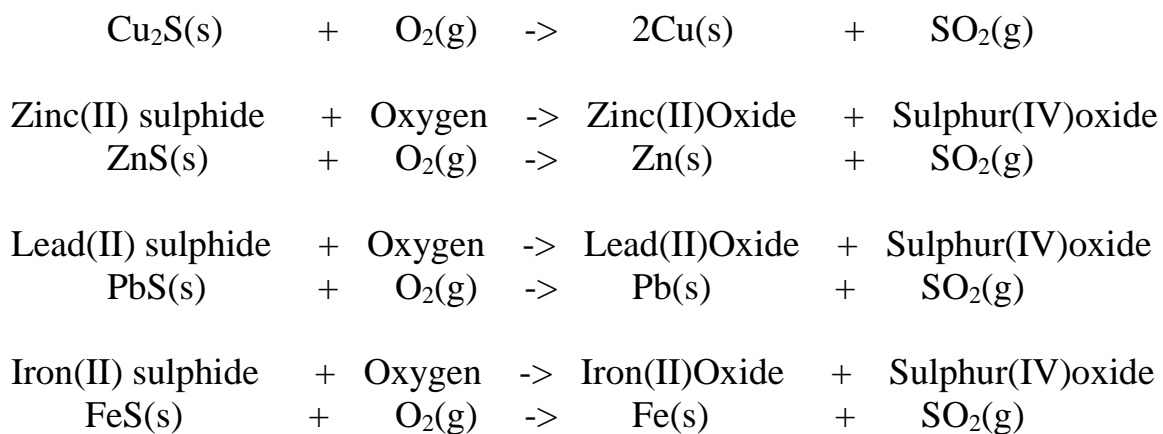 Cu₂S(s) + O₂(g) -> 2Cu(s) + SO₂(g)
Zinc(II) sulphide + Oxygen -> Zinc(II)Oxide + Sulphur(IV)oxide
ZnS(s) + O₂(g) -> Zn(s) + SO₂(g)
Lead(II) sulphide + Oxygen -> Lead(II)Oxide + Sulphur(IV)oxide
PbS(s) + O₂(g) -> Pb(s) + SO₂(g)
Iron(II) sulphide + Oxygen -> Iron(II)Oxide + Sulphur(IV)oxide
FeS(s) + O₂(g) -> Fe(s) + SO₂(g)